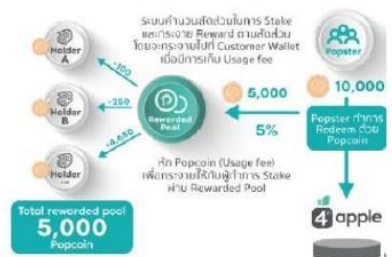 ระบบคำนวนสัดส่วนในการ Stake
และกระจาย Reward ตามสัดส่วน
โดยจะกระจายไปที่ Customer Wallet
เมื่อมีการเก็บ Usage fee
Popster
Holder
A
~100
Holder
B
~250
Holder
~4,650
Rewarded
Pool
5,000
5%
10,000
Popster ทำการ
Redeem ด้วย
Popcoin
หัก Popcoin (Usage fee)
เพื่อกระจายให้กับผู้ทำการ Stake
ผ่าน Rewarded Pool
Total rewarded pool
5,000
Popcoin
4 apple